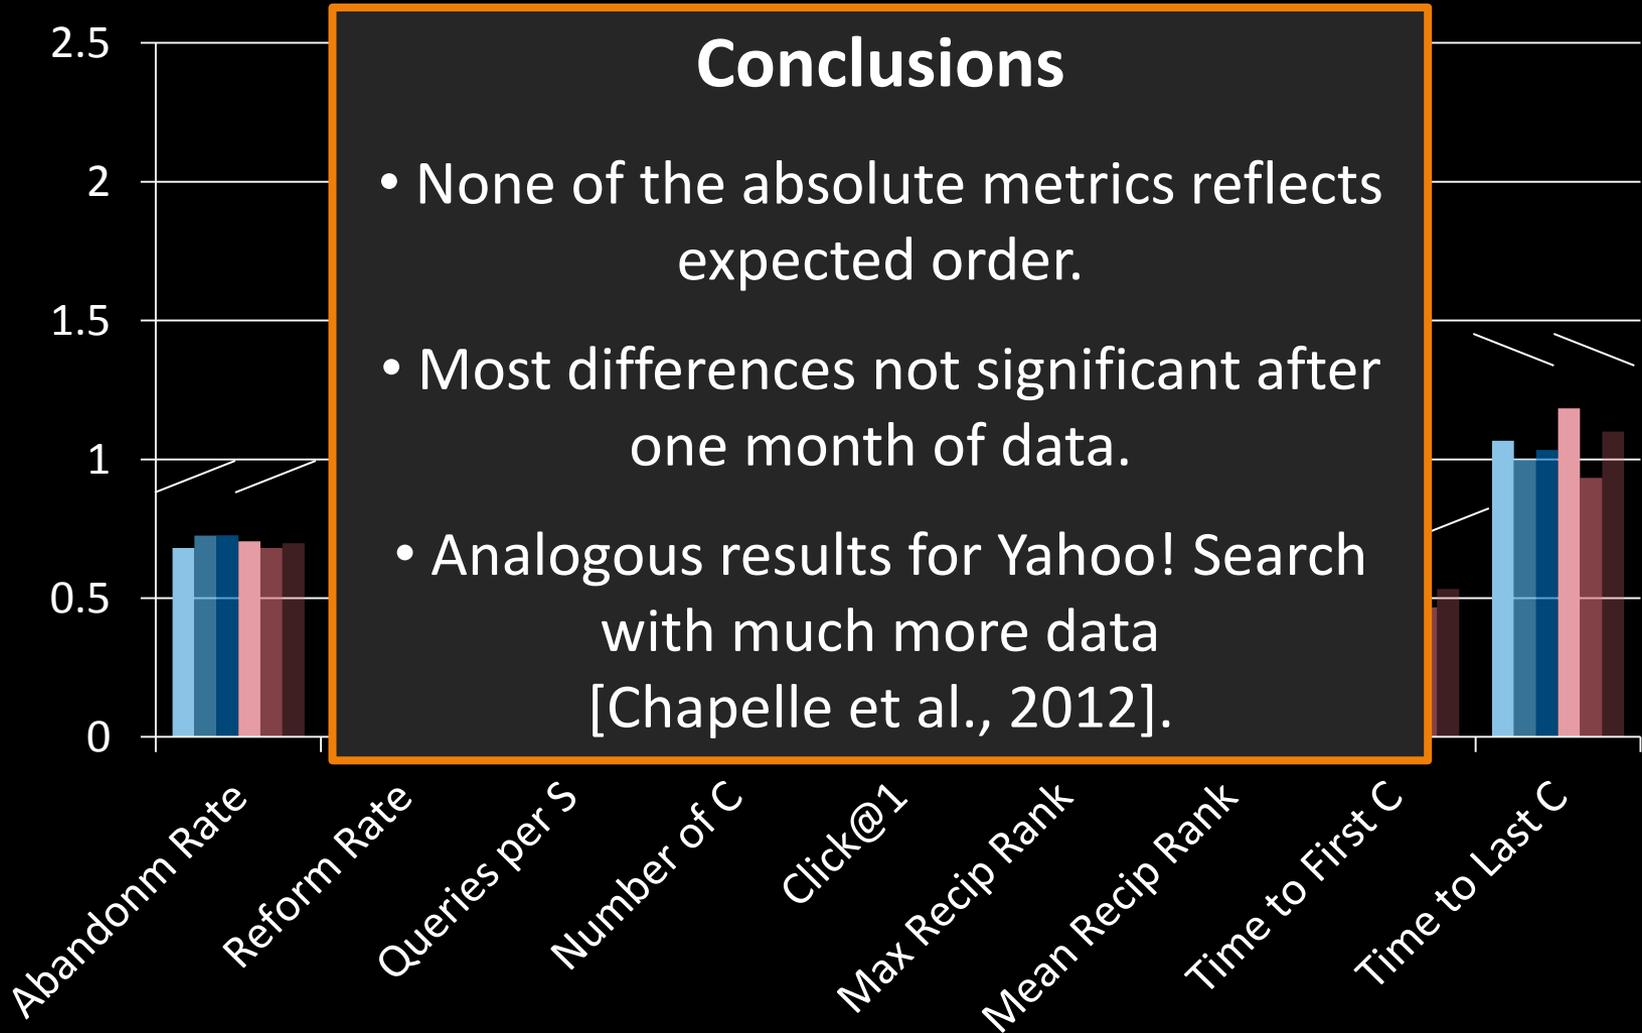 Conclusions
• None of the absolute metrics reflects
expected order.
• Most differences not significant after
one month of data.
• Analogous results for Yahoo! Search
with much more data
[Chapelle et al., 2012].
2.5
2
1.5
1
0.5
0
Abandonm Rate
Reform Rate
Queries per S
Number of C
Click@1
Max Recip Rank
Mean Recip Rank
Time to First C
Time to Last C